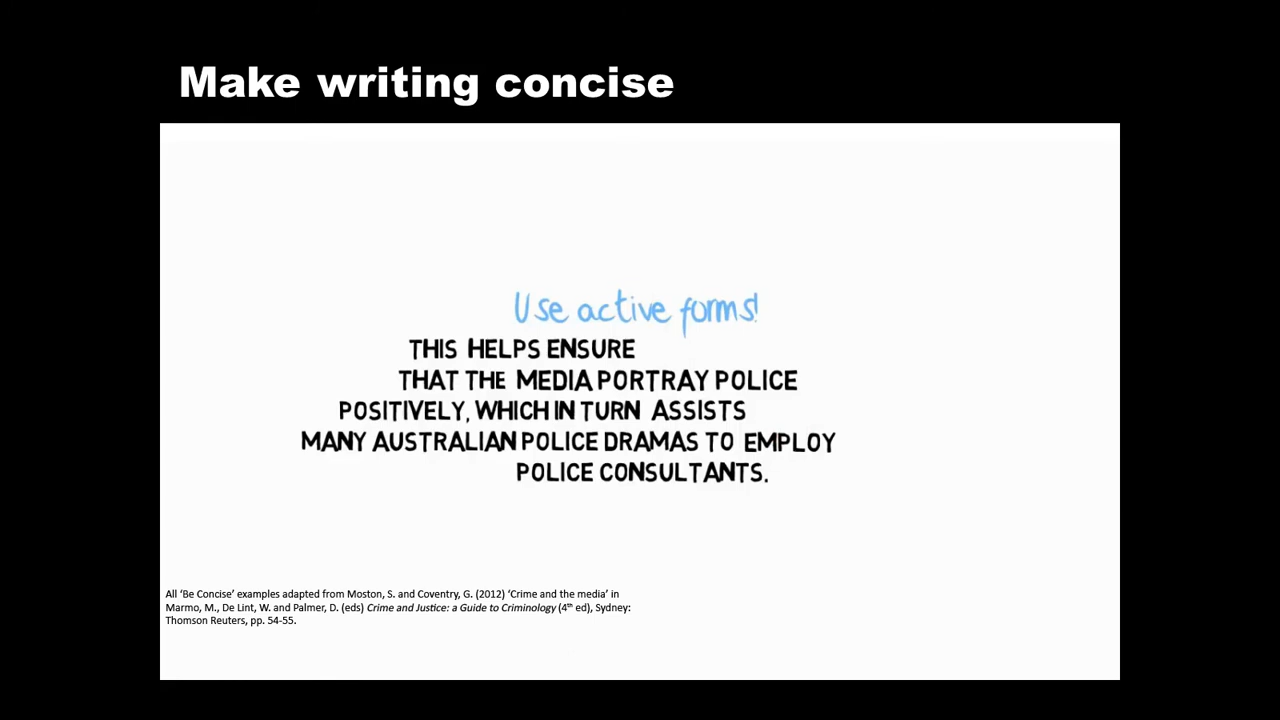 Make writing concise
Use active forms!
THIS HELPS ENSURE
THAT THE MEDIA PORTRAY POLICE
POSITIVELY, WHICH IN TURN ASSISTS
MANY AUSTRALIAN POLICE DRAMAS TO EMPLOY
POLICE CONSULTANTS.
All ‘Be Concise’ examples adapted from Moston, S. and Coventry, G. (2012) ‘Crime and the media’ in
Marmo, M., De Lint, W. and Palmer, D. (eds) Crime and Justice: a Guide to Criminology (4th ed), Sydney:
Thomson Reuters, pp. 54-55.